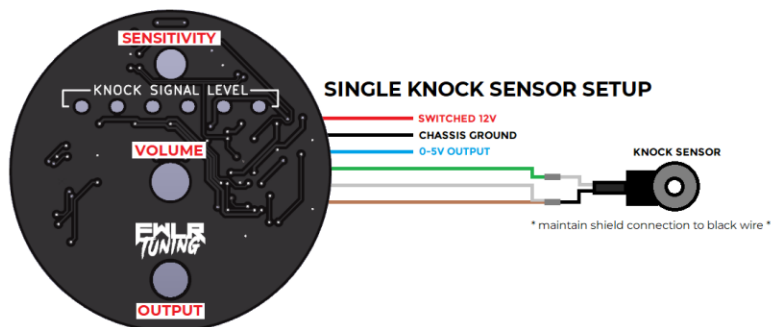 SENSITIVITY
KNOCK SIGNAL LEVEL
SINGLE KNOCK SENSOR SETUP
SWITCHED 12V
CHASSIS GROUND
VOLUME
0-5V OUTPUT
KNOCK SENSOR
* maintain shield connection to black wire *
FWLR
TUNING
OUTPUT